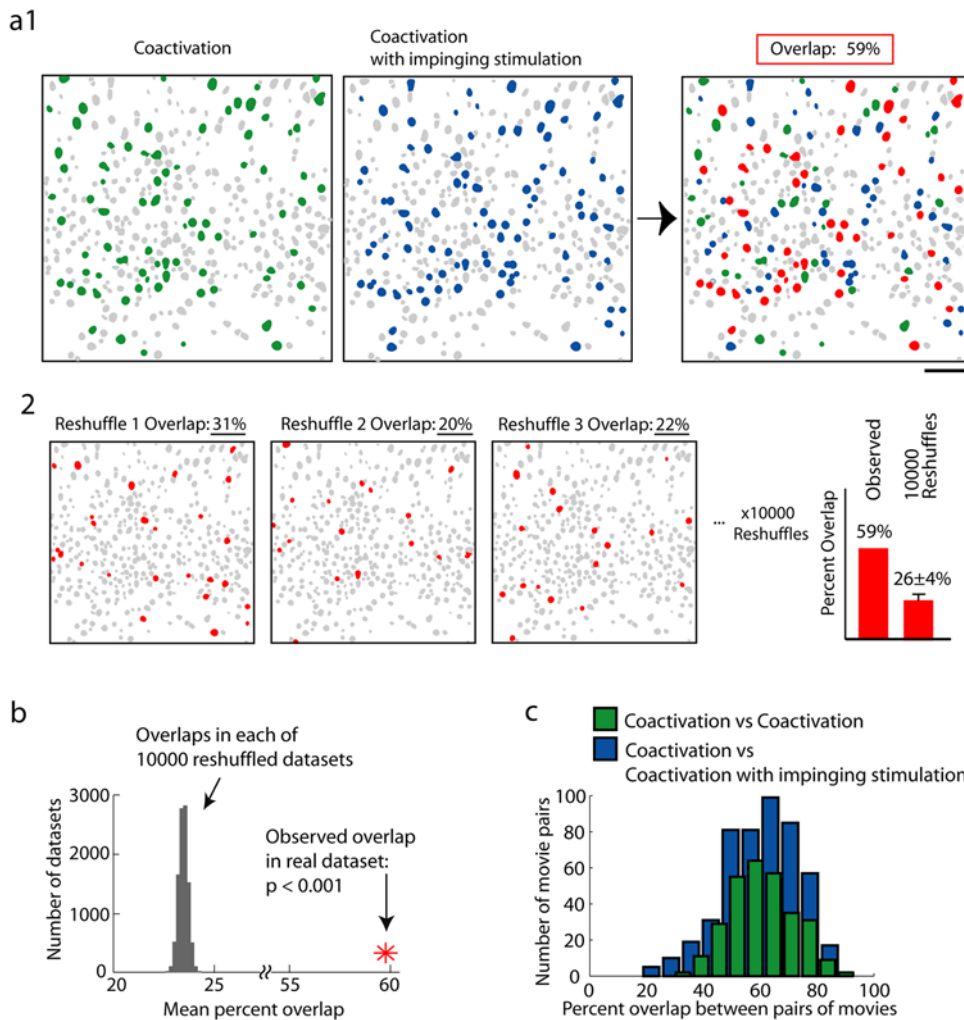 a1
Coactivation
Coactivation
with impinging stimulation
Overlap: 59%
2
Reshuffle 1 Overlap: 31%
Reshuffle 2 Overlap: 20%
Reshuffle 3 Overlap: 22%
... x10000
Reshuffles
Percent Overlap
Observed
10000
Reshuffles
59%
26±4%
b
Overlaps in each of
10000 reshuffled datasets
Observed overlap
in real dataset:
p < 0.001
Number of datasets
3000
2000
1000
0
20
25
55
60
Mean percent overlap
c
Coactivation vs Coactivation
Coactivation vs
Coactivation with impinging stimulation
Number of movie pairs
100
80
60
40
20
0
0
20
40
60
80
100
Percent overlap between pairs of movies